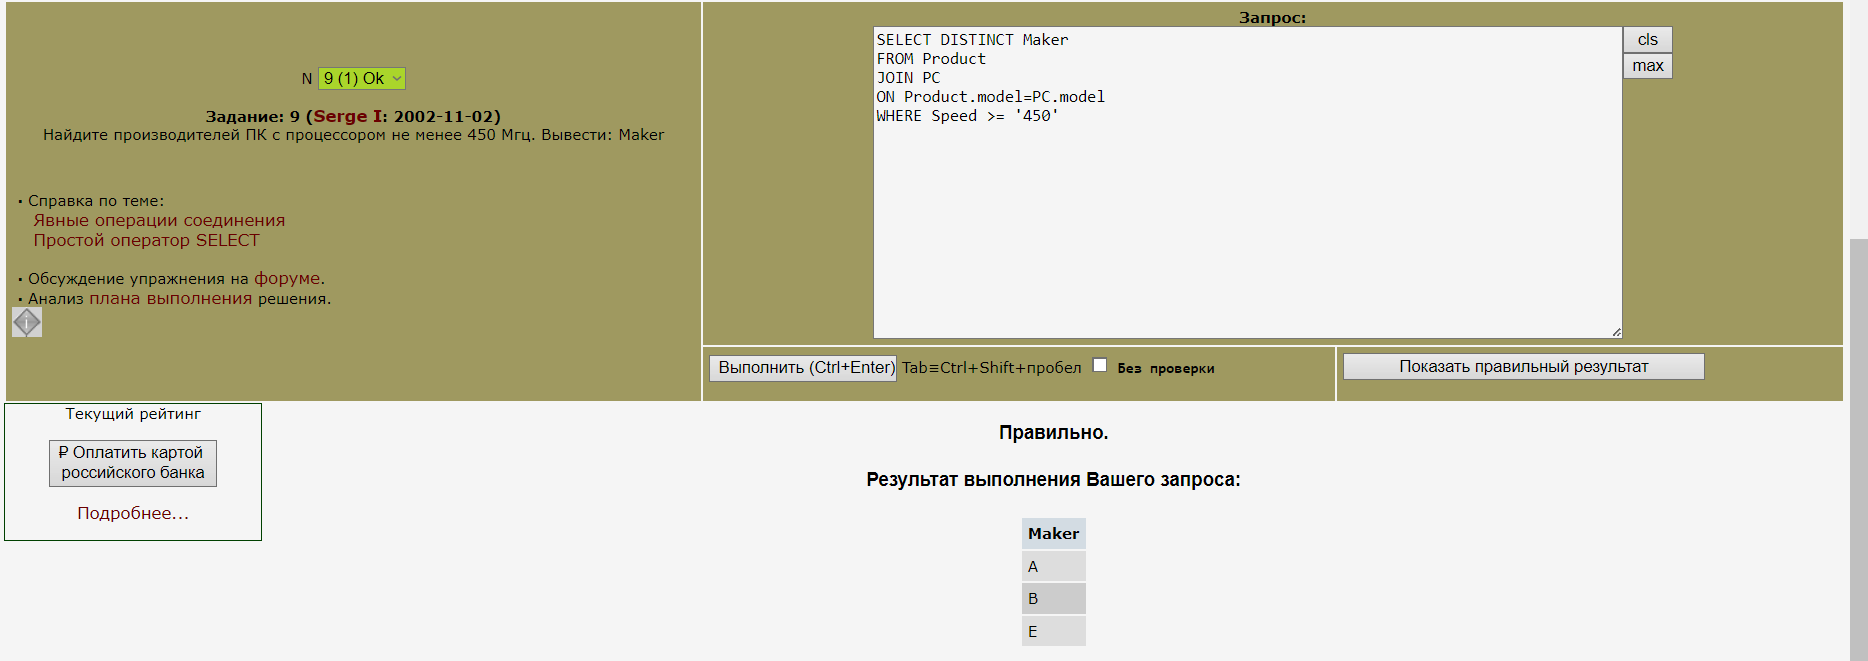 N 9 (1) Ok
Задание: 9 (Serge I: 2002-11-02)
Найдите производителей ПК с процессором не менее 450 Мгц. Вывести: Maker
· Справка по теме:
Явные операции соединения
Простой оператор SELECT
· Обсуждение упражнения на форуме.
· Анализ плана выполнения решения.
i
Запрос:
SELECT DISTINCT Maker
FROM Product
JOIN PC
ON Product.model=PC.model
WHERE Speed >= '450'
cls
max
Выполнить (Ctrl+Enter) Tab≡Ctrl+Shift+пробел Без проверки
Показать правильный результат
Текущий рейтинг
₽ Оплатить картой
российского банка
Подробнее...
Правильно.
Результат выполнения Вашего запроса:
Maker
A
B
E